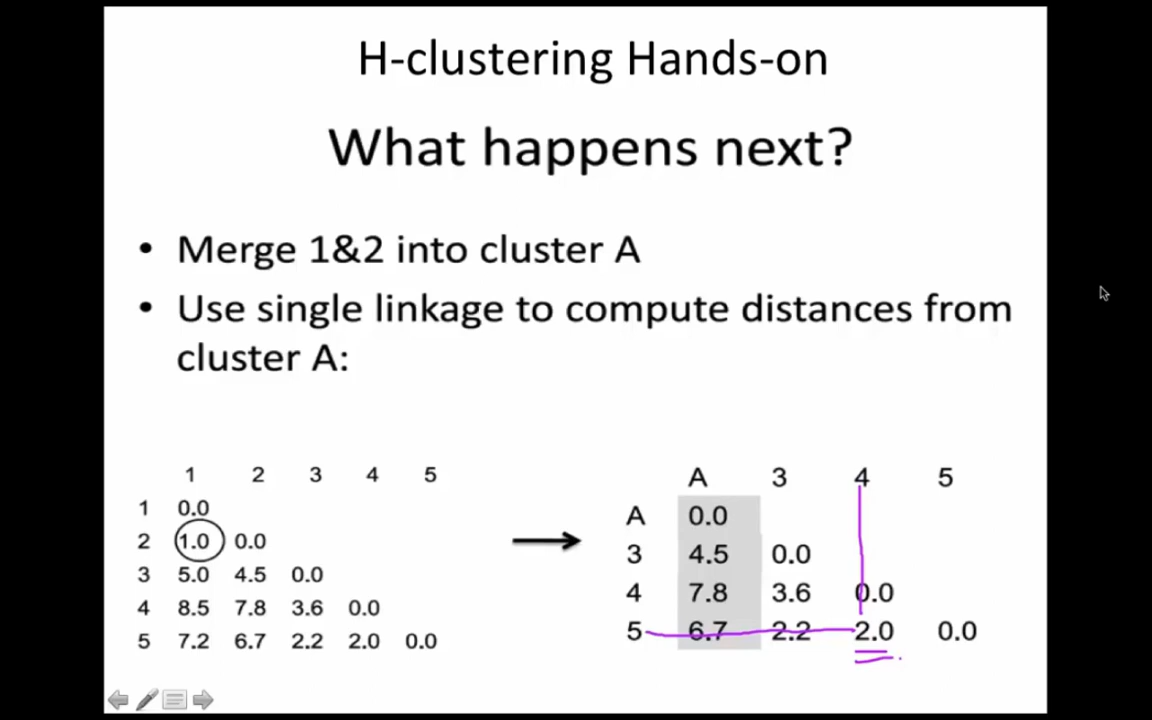 H-clustering Hands-on
What happens next?
• Merge 1&2 into cluster A
• Use single linkage to compute distances from
cluster A:
1 2 3 4 5
1 0.0
2 1.0 0.0
3 5.0 4.5 0.0
4 8.5 7.8 3.6 0.0
5 7.2 6.7 2.2 2.0 0.0
A 3 4 5
A 0.0
3 4.5 0.0
4 7.8 3.6 0.0
5 6.7 2.2 2.0 0.0